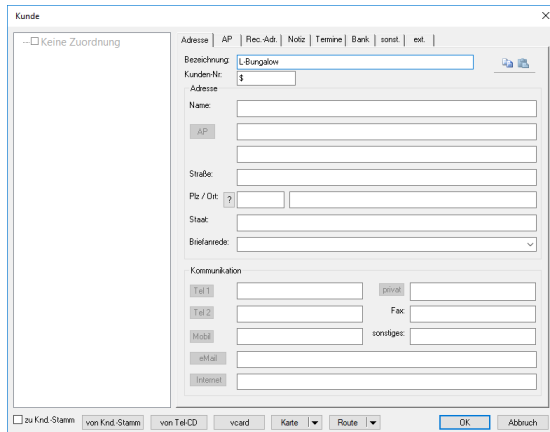 Kunde
Keine Zuordnung
Adresse AP Rec.-Adr. Notiz Termine Bank sonst. ext.
Bezeichnung: L-Bungalow
Kunden-Nr: $
Adresse
Name:
AP
Straße:
Plz / Ort: ?
Staat:
Briefanrede:
Kommunikation
Tel 1 privat
Tel 2 Fax:
Mobil sonstiges:
eMail
Internet
zu Knd.-Stamm von Knd.-Stamm von Tel-CD vcard Karte Route OK Abbruch